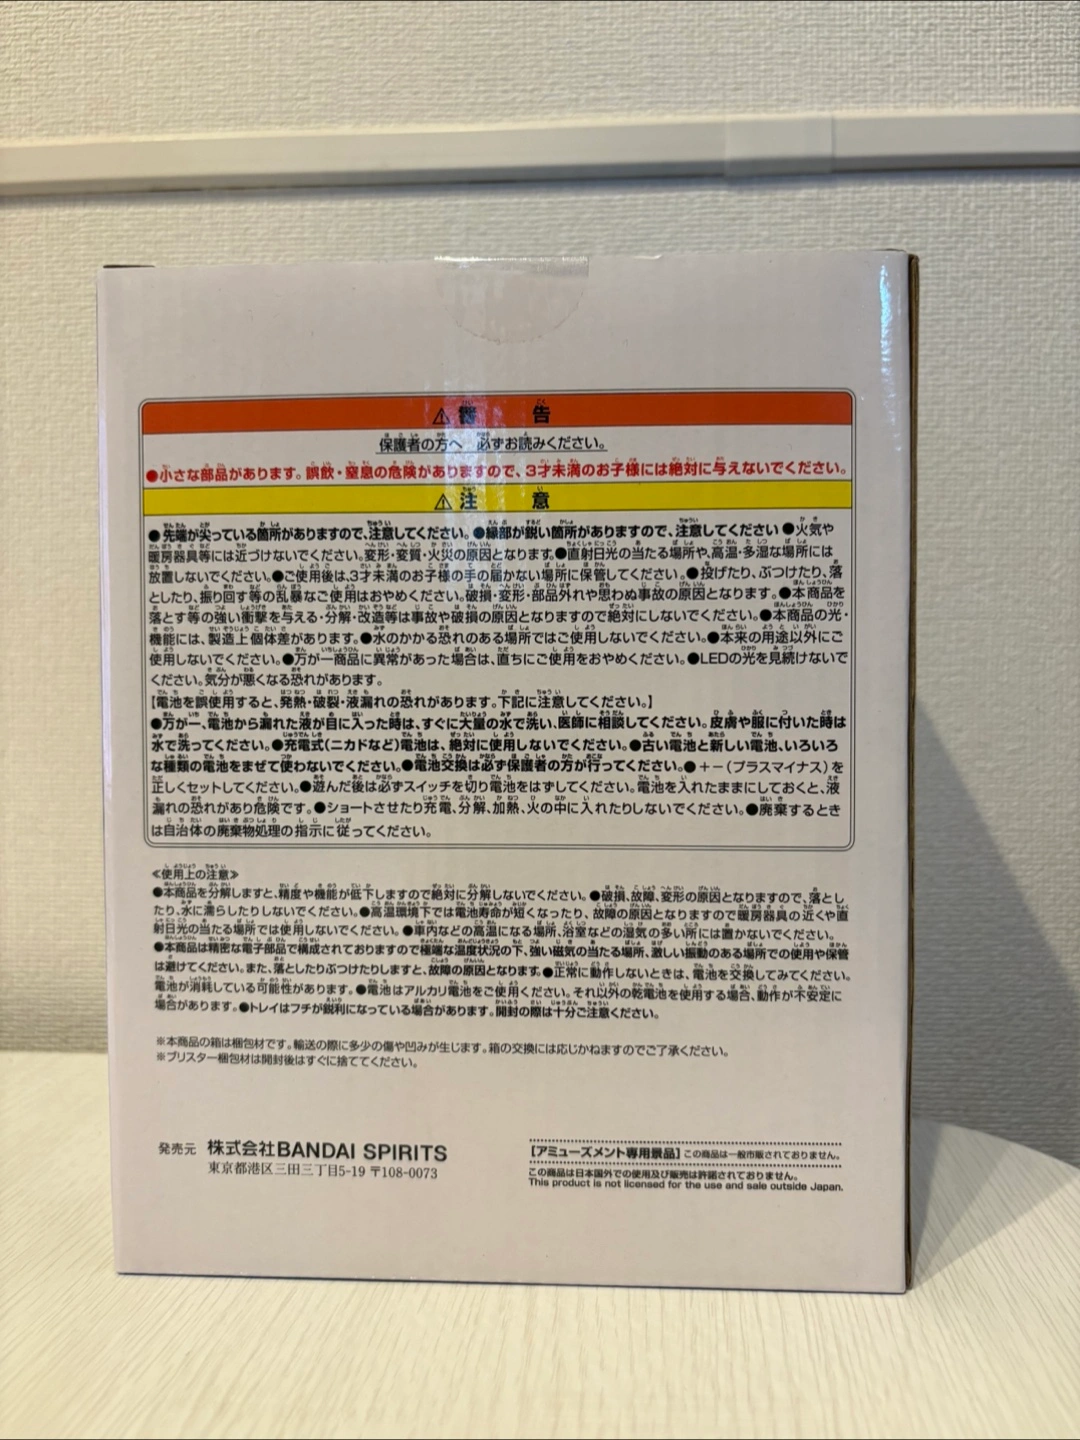 ⚠警　告
保護者の方へ　必ずお読みください。
●小さな部品があります。誤飲・窒息の危険がありますので、3才未満のお子様には絶対に与えないでください。
⚠注　意
●先端が尖っている箇所がありますので、注意してください。●縁部が鋭い箇所がありますので、注意してください●火気や
暖房器具等には近づけないでください。変形・変質・火災の原因となります。●直射日光の当たる場所や、高温・多湿な場所には
放置しないでください。●ご使用後は、3才未満のお子様の手の届かない場所に保管してください。●投げたり、ぶつけたり、落
としたり、振り回す等の乱暴なご使用はおやめください。破損・変形・部品外れや思わぬ事故の原因となります。●本商品を
落とす等の強い衝撃を与える・分解・改造等は事故や破損の原因となりますので絶対にしないでください。●本商品の光・
機能には、製造上個体差があります。●水のかかる恐れのある場所ではご使用しないでください。●本来の用途以外にご
使用しないでください。●万が一商品に異常があった場合は、直ちにご使用をおやめください。●LEDの光を見続けないで
ください。気分が悪くなる恐れがあります。
【電池を誤使用すると、発熱・破裂・液漏れの恐れがあります。下記に注意してください。】
●万が一、電池から漏れた液が目に入った時は、すぐに大量の水で洗い、医師に相談してください。皮膚や服に付いた時は
水で洗ってください。●充電式(ニカドなど)電池は、絶対に使用しないでください。●古い電池と新しい電池、いろいろ
な種類の電池をまぜて使わないでください。●電池交換は必ず保護者の方が行ってください。●＋－(プラスマイナス)を
正しくセットしてください。●遊んだ後は必ずスイッチを切り電池をはずしてください。電池を入れたままにしておくと、液
漏れの恐れがあり危険です。●ショートさせたり充電、分解、加熱、火の中に入れたりしないでください。●廃棄するとき
は自治体の廃棄物処理の指示に従ってください。
≪使用上の注意≫
●本商品を分解しますと、精度や機能が低下しますので絶対に分解しないでください。●破損、故障、変形の原因となりますので、落とし
たり、水に濡らしたりしないでください。●高温環境下では電池寿命が短くなったり、故障の原因となりますので暖房器具の近くや直
射日光の当たる場所では使用しないでください。●車内などの高温になる場所、浴室などの湿気の多い所には置かないでください。
●本商品は精密な電子部品で構成されておりますので極端な温度状況の下、強い磁気の当たる場所、激しい振動のある場所での使用や保管
は避けてください。また、落としたりぶつけたりしますと、故障の原因となります。●正常に動作しないときは、電池を交換してみてください。
電池が消耗している可能性があります。●電池はアルカリ電池をご使用ください。それ以外の乾電池を使用する場合、動作が不安定に
場合があります。●トレイはフチが鋭利になっている場合があります。開封の際は十分ご注意ください。
※本商品の箱は梱包材です。輸送の際に多少の傷や凹みが生じます。箱の交換には応じかねますのでご了承ください。
※ブリスター梱包材は開封後はすぐに捨ててください。
発売元　株式会社BANDAI SPIRITS
東京都港区三田三丁目5-19 〒108-0073
【アミューズメント専用景品】この商品は一般市販されておりません。
この商品は日本国外での使用及び販売は許諾されておりません。
This product is not licensed for the use and sale outside Japan.